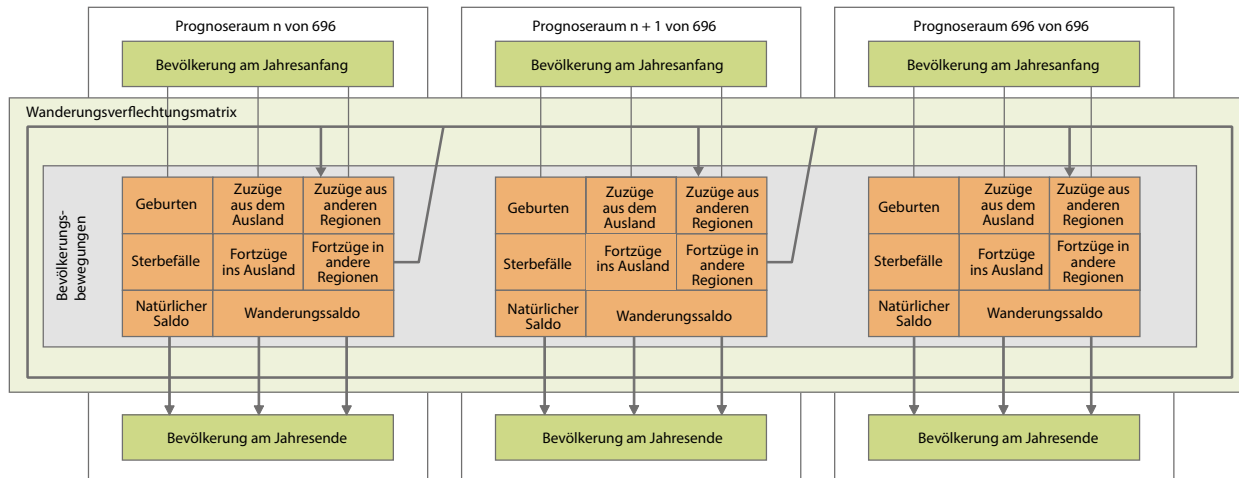 Prognoseraum n von 696
Bevölkerung am Jahresanfang
Prognoseraum n + 1 von 696
Bevölkerung am Jahresanfang
Prognoseraum 696 von 696
Bevölkerung am Jahresanfang
Wanderungsverflechtungsmatrix
Bevölkerungs-
bewegungen
Geburten
Zuzüge
aus dem
Ausland
Zuzüge aus
anderen
Regionen
Sterbefälle
Fortzüge
ins Ausland
Fortzüge in
andere
Regionen
Natürlicher
Saldo
Wanderungssaldo
Geburten
Zuzüge
aus dem
Ausland
Zuzüge aus
anderen
Regionen
Sterbefälle
Fortzüge
ins Ausland
Fortzüge in
andere
Regionen
Natürlicher
Saldo
Wanderungssaldo
Geburten
Zuzüge
aus dem
Ausland
Zuzüge aus
anderen
Regionen
Sterbefälle
Fortzüge
ins Ausland
Fortzüge in
andere
Regionen
Natürlicher
Saldo
Wanderungssaldo
Bevölkerung am Jahresende
Bevölkerung am Jahresende
Bevölkerung am Jahresende